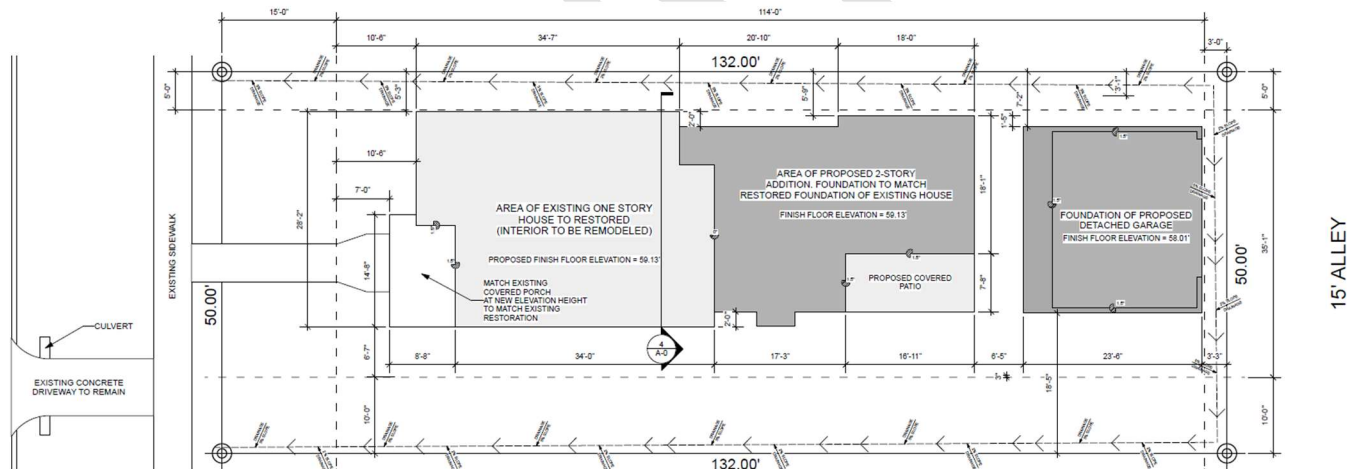 15'-0"
114'-0"
10'-6"
34'-7"
20'-10"
18'-0"
3'-0"
132.00'
5'-0"
5'-3"
5'-9"
7'-2"
3'-1"
5'-0"
2'-0"
1'-5"
10'-6"
7'-0"
28'-2"
14'-8"
AREA OF EXISTING ONE STORY
HOUSE TO RESTORED
(INTERIOR TO BE REMODELED)
PROPOSED FINISH FLOOR ELEVATION = 59.13'
MATCH EXISTING
COVERED PORCH
AT NEW ELEVATION HEIGHT
TO MATCH EXISTING
RESTORATION
AREA OF PROPOSED 2-STORY
ADDITION. FOUNDATION TO MATCH
RESTORED FOUNDATION OF EXISTING HOUSE
FINISH FLOOR ELEVATION = 59.13'
18'-1"
PROPOSED COVERED
PATIO
7'-8"
FOUNDATION OF PROPOSED
DETACHED GARAGE
FINISH FLOOR ELEVATION = 58.01'
35'-1"
50.00'
15' ALLEY
EXISTING SIDEWALK
50.00'
CULVERT
EXISTING CONCRETE
DRIVEWAY TO REMAIN
2'-0"
4
A-0
6'-7"
8'-8"
34'-0"
17'-3"
16'-11"
6'-5"
23'-6"
3'-3"
3"
18'-5"
10'-0"
10'-0"
132.00'